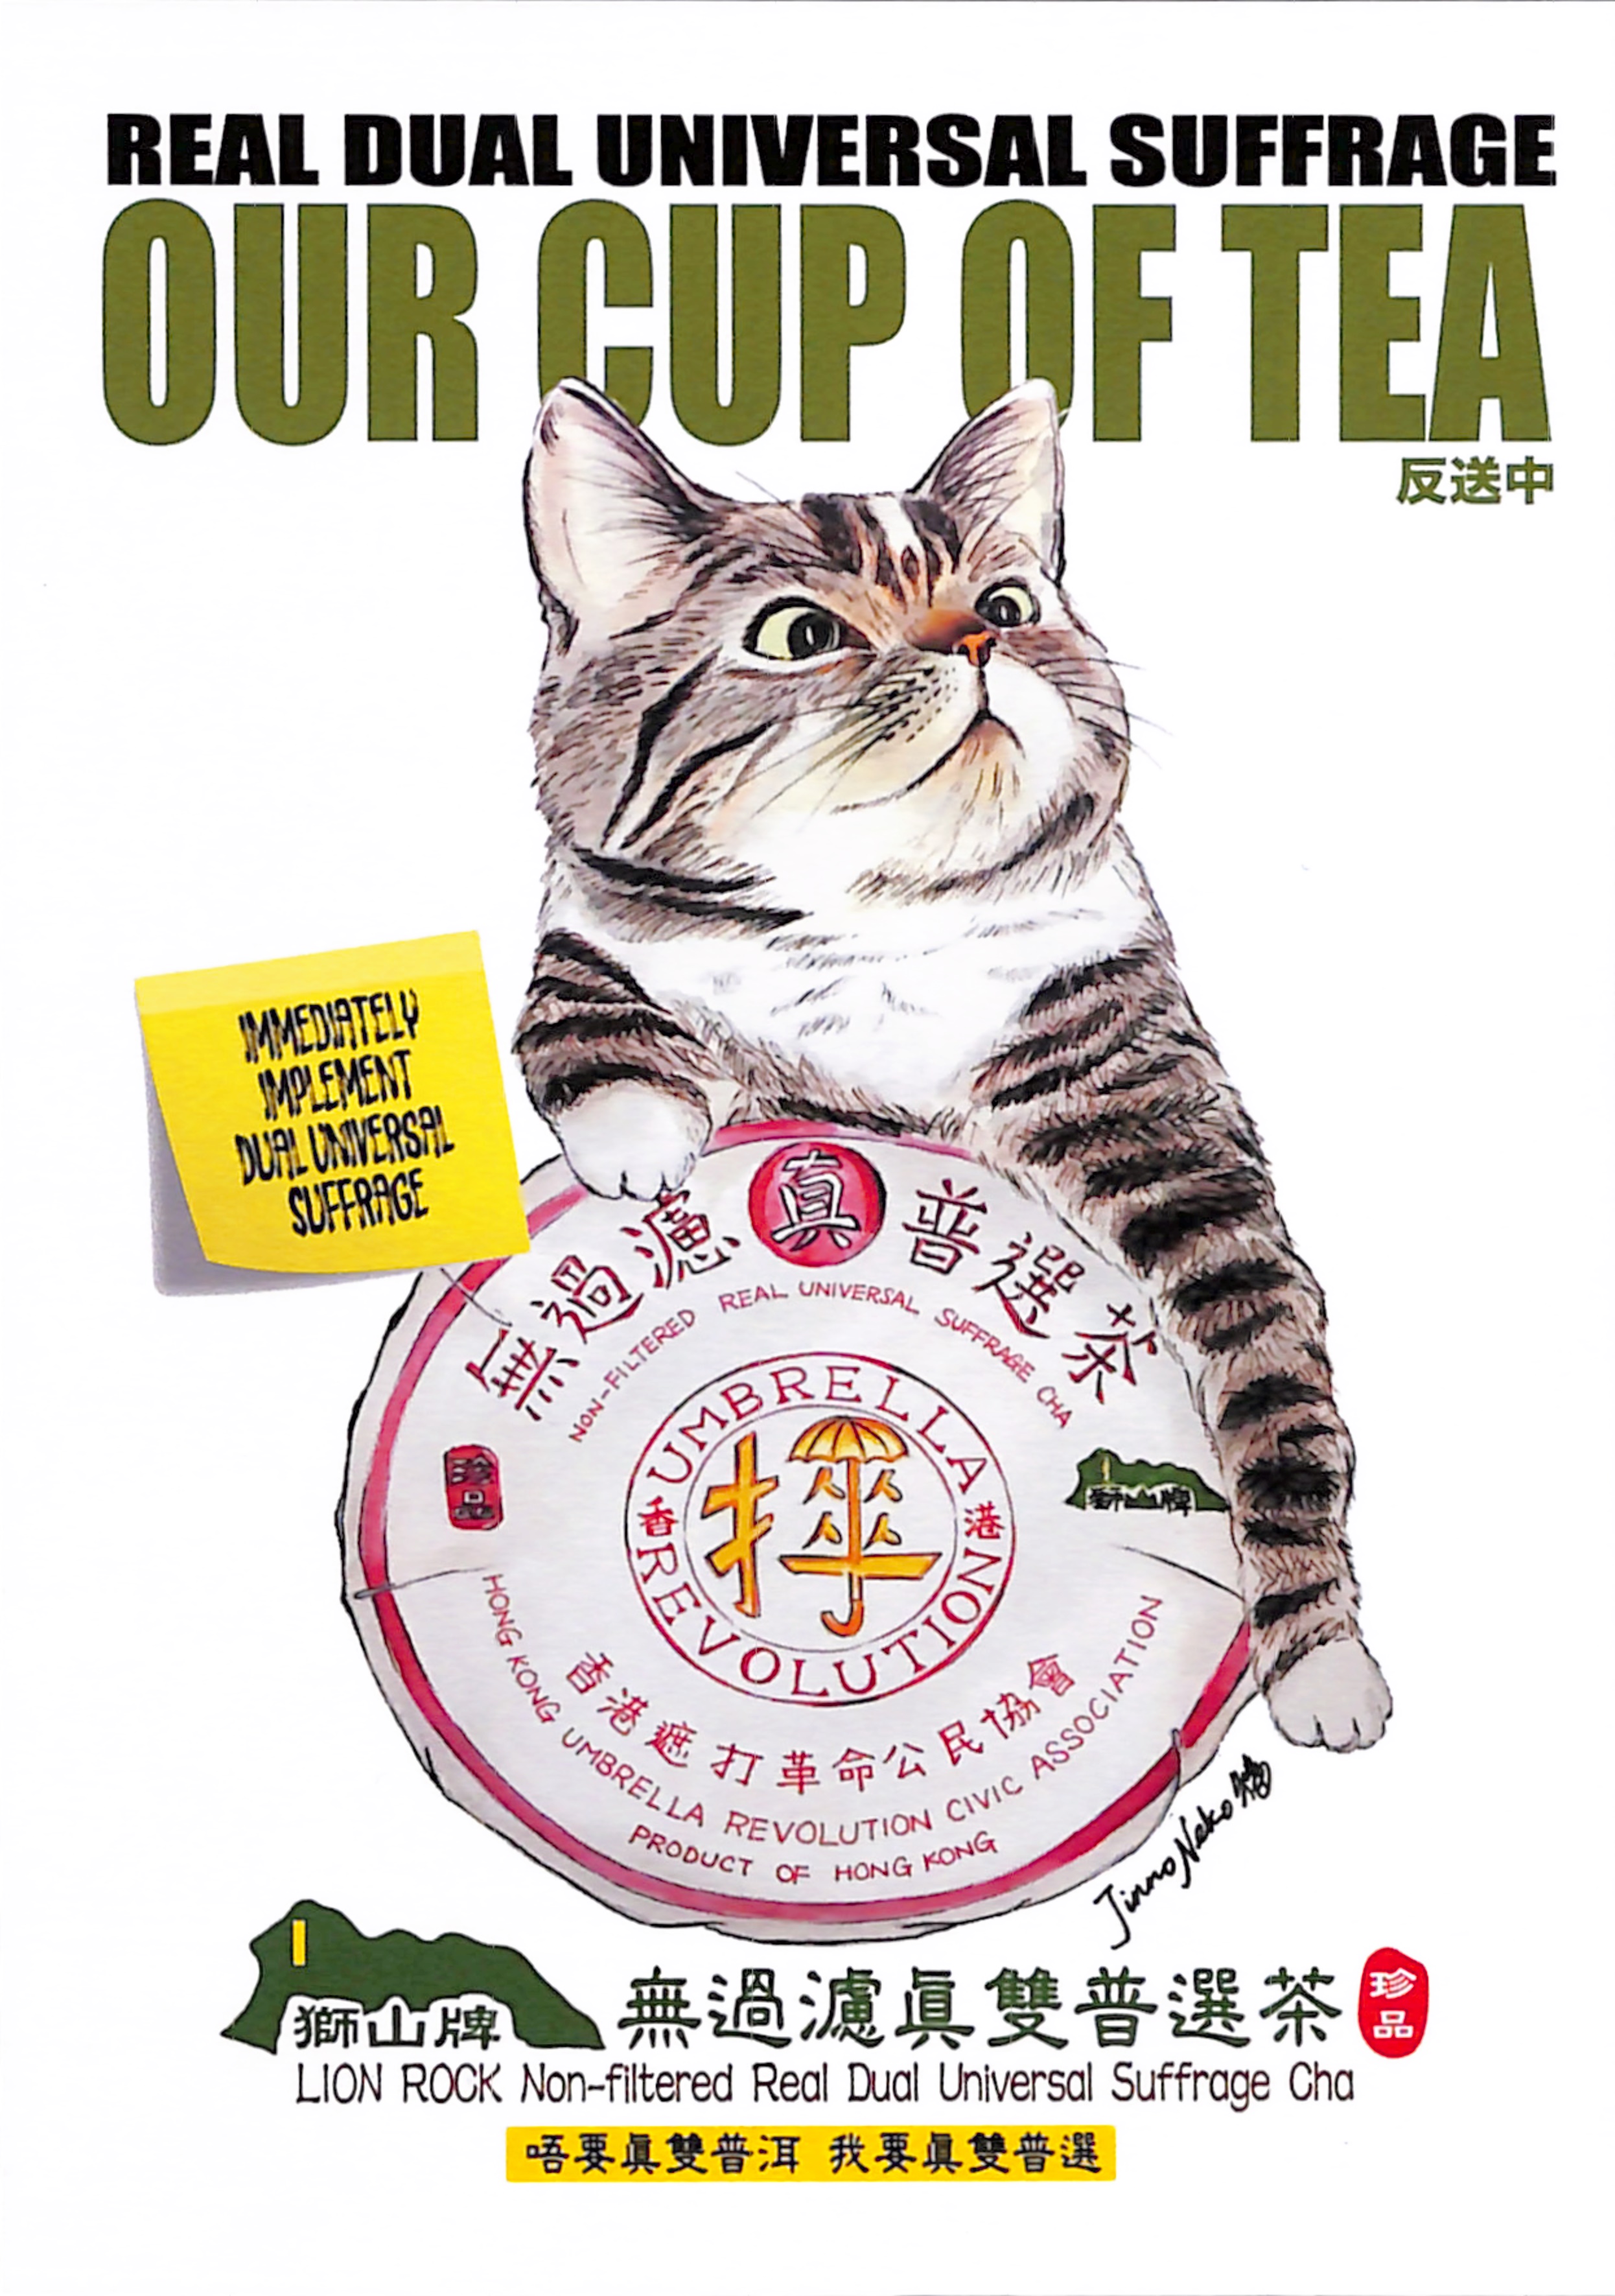 REAL DUAL UNIVERSAL SUFFRAGE
OUR CUP OF TEA
反送中
IMMEDIATELY
IMPLEMENT
DUAL UNIVERSAL
SUFFRAGE
無過濾真普選茶
NON-FILTERED REAL UNIVERSAL SUFFRAGE CHA
UMBRELLA
香港
REVOLUTION
珍品
獅山牌
香港遮打革命公民協會
HONG KONG UMBRELLA REVOLUTION CIVIC ASSOCIATION
PRODUCT OF HONG KONG
Jinno Neko
獅山牌
無過濾眞雙普選茶
珍品
LION ROCK Non-filtered Real Dual Universal Suffrage Cha
唔要眞雙普洱 我要眞雙普選